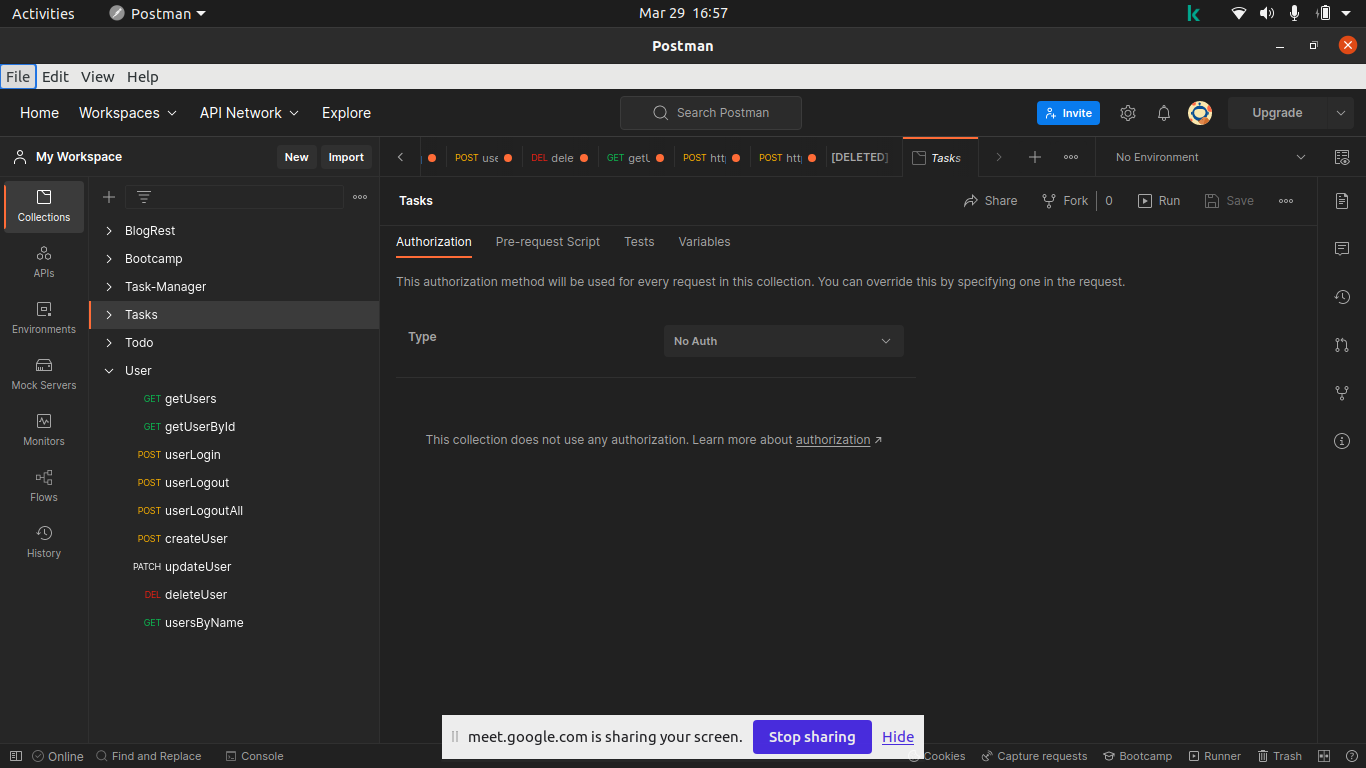 Activities Postman Mar 29 16:57
Postman
File Edit View Help
Home Workspaces API Network Explore Search Postman Invite Upgrade
My Workspace New Import POST use DEL dele GET getU POST htt POST htt [DELETED] Tasks No Environment
Collections
APIs
Environments
Mock Servers
Monitors
Flows
History
BlogRest
Bootcamp
Task-Manager
Tasks
Todo
User
GET getUsers
GET getUserById
POST userLogin
POST userLogout
POST userLogoutAll
POST createUser
PATCH updateUser
DEL deleteUser
GET usersByName
Tasks Share Fork 0 Run Save
Authorization Pre-request Script Tests Variables
This authorization method will be used for every request in this collection. You can override this by specifying one in the request.
Type No Auth
This collection does not use any authorization. Learn more about authorization ↗
meet.google.com is sharing your screen. Stop sharing Hide
Online Find and Replace Console Cookies Capture requests Bootcamp Runner Trash